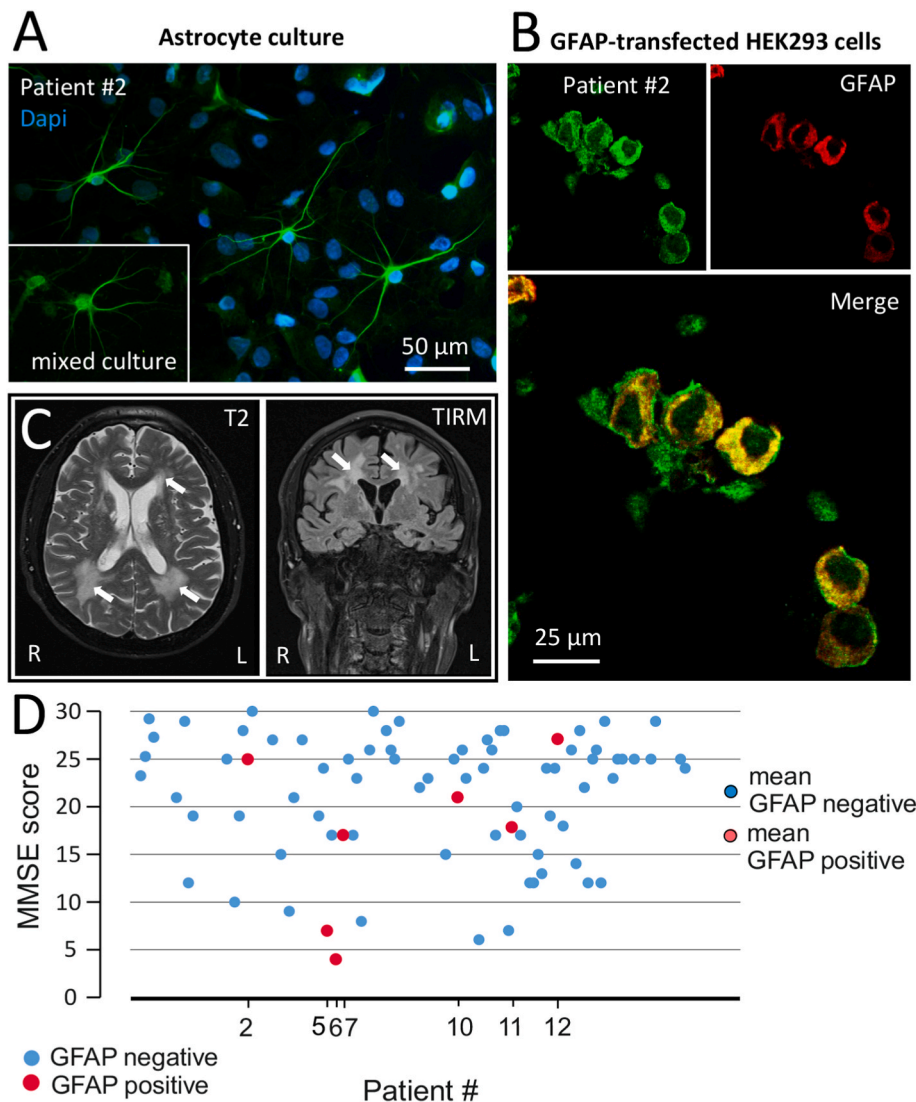 A
Astrocyte culture
Patient #2
Dapi
mixed culture
50 µm
B
GFAP-transfected HEK293 cells
Patient #2
GFAP
Merge
25 µm
C
T2
R
L
TIRM
R
L
D
MMSE score
30
25
20
15
10
5
0
2
5
6
7
10
11
12
mean
GFAP negative
mean
GFAP positive
GFAP negative
GFAP positive
Patient #